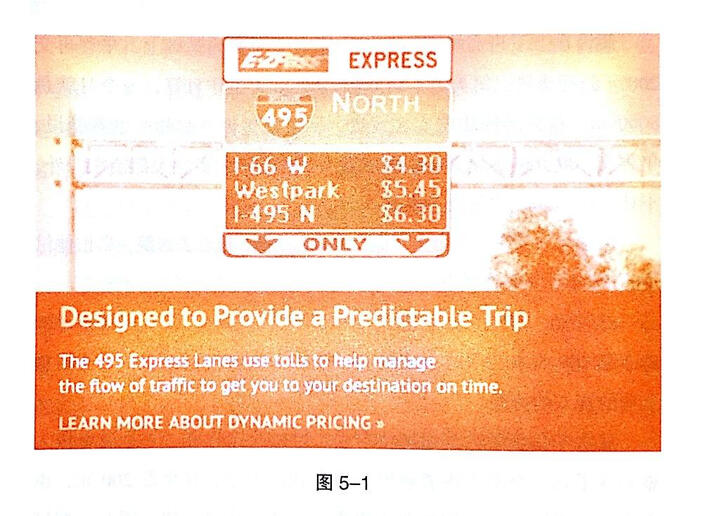 E-ZPass EXPRESS
495 NORTH
I-66 W $4.30
Westpark $5.45
I-495 N $6.30
ONLY
Designed to Provide a Predictable Trip
The 495 Express Lanes use tolls to help manage
the flow of traffic to get you to your destination on time.
LEARN MORE ABOUT DYNAMIC PRICING »
图 5–1